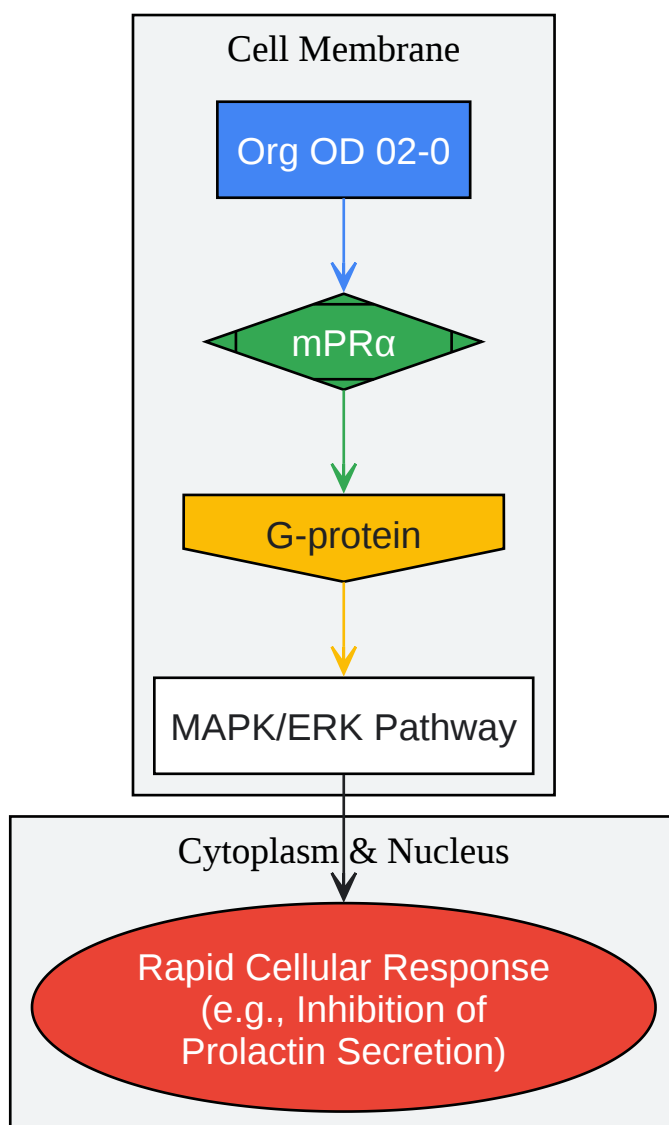 Cell Membrane
Org OD 02-0
mPRα
G-protein
MAPK/ERK Pathway
Cytoplasm & Nucleus
Rapid Cellular Response
(e.g., Inhibition of
Prolactin Secretion)